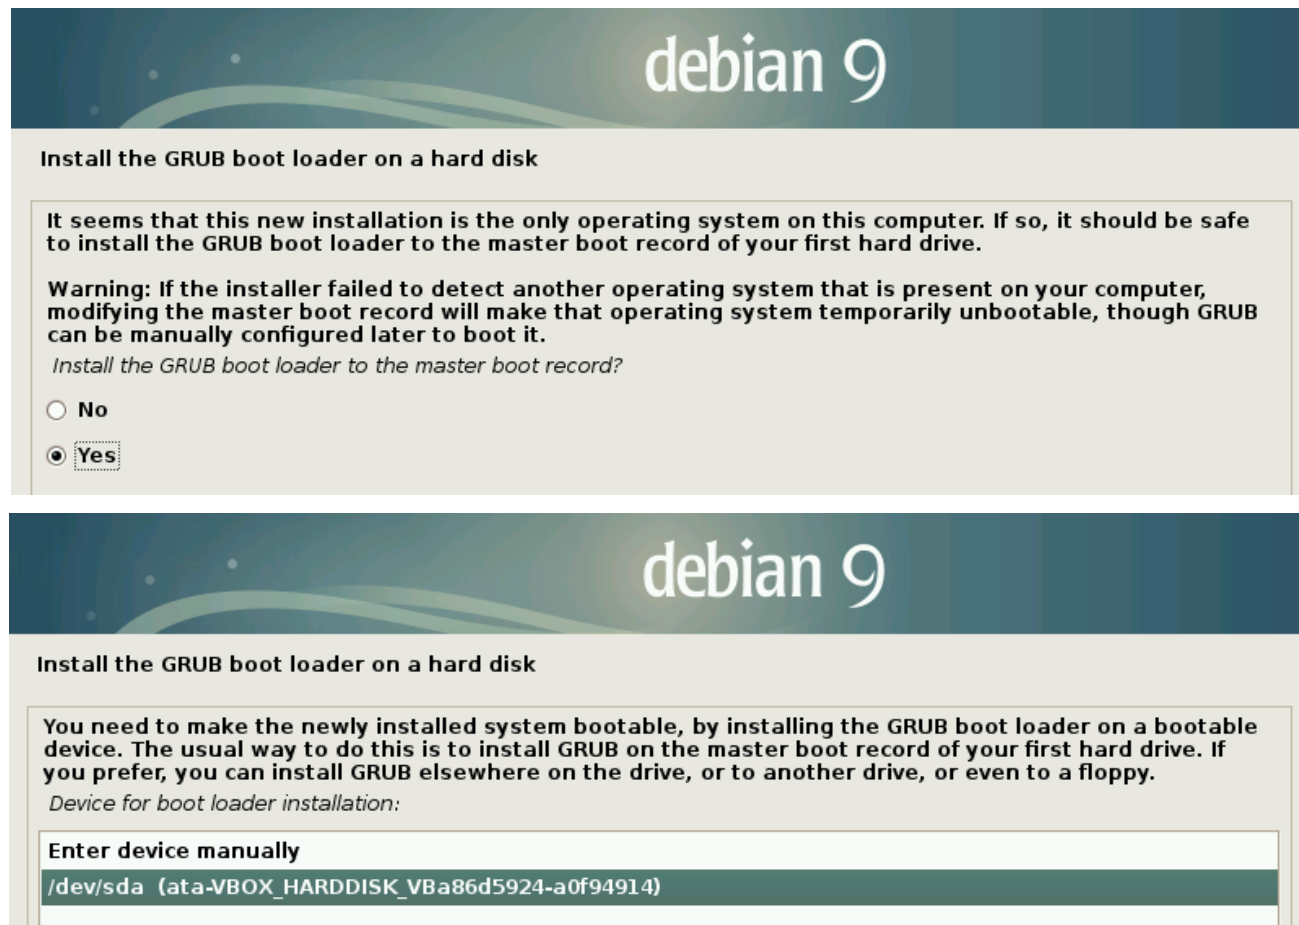 debian 9
Install the GRUB boot loader on a hard disk
It seems that this new installation is the only operating system on this computer. If so, it should be safe
to install the GRUB boot loader to the master boot record of your first hard drive.
Warning: If the installer failed to detect another operating system that is present on your computer,
modifying the master boot record will make that operating system temporarily unbootable, though GRUB
can be manually configured later to boot it.
Install the GRUB boot loader to the master boot record?
No
Yes
debian 9
Install the GRUB boot loader on a hard disk
You need to make the newly installed system bootable, by installing the GRUB boot loader on a bootable
device. The usual way to do this is to install GRUB on the master boot record of your first hard drive. If
you prefer, you can install GRUB elsewhere on the drive, or to another drive, or even to a floppy.
Device for boot loader installation:
Enter device manually
/dev/sda (ata-VBOX_HARDDISK_VBa86d5924-a0f94914)